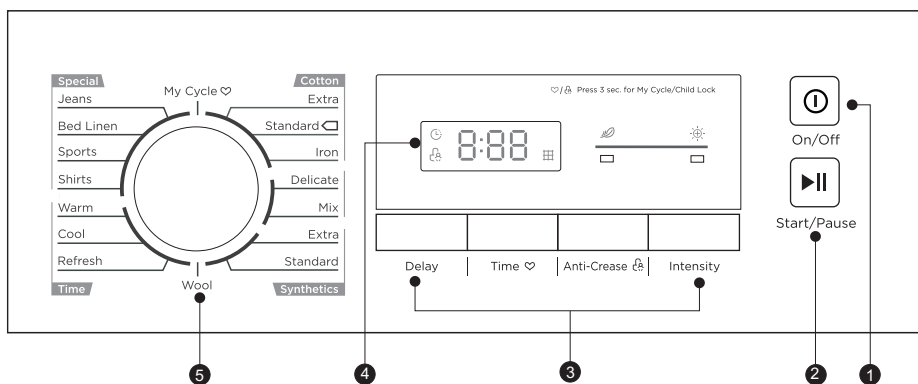 Special
Cotton
My Cycle
Jeans
Extra
Bed Linen
Standard
Sports
Iron
Shirts
Delicate
Warm
Mix
Cool
Extra
Refresh
Standard
Wool
Time
Synthetics
/ Press 3 sec. for My Cycle/Child Lock
8:88
Delay
Time
Anti-Crease
Intensity
On/Off
Start/Pause
5
4
3
2
1